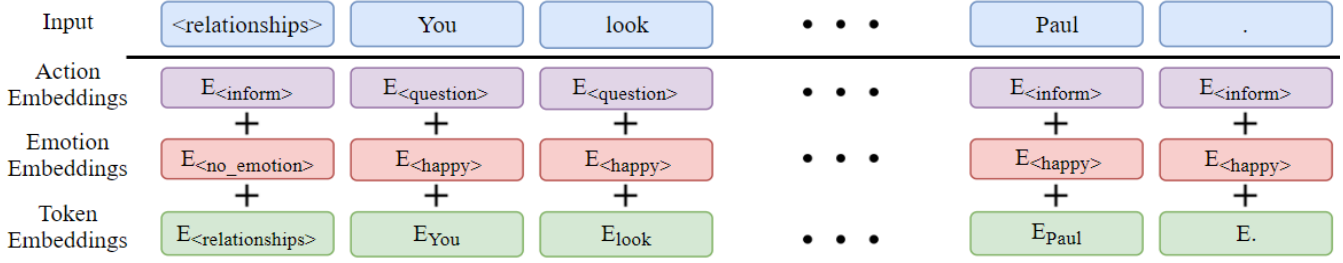 Input <relationships> You look • • • Paul .
Action Embeddings E<inform> E<question> E<question> • • • E<inform> E<inform>
+ + + + +
Emotion Embeddings E<no_emotion> E<happy> E<happy> • • • E<happy> E<happy>
+ + + + +
Token Embeddings E<relationships> EYou Elook • • • EPaul E.